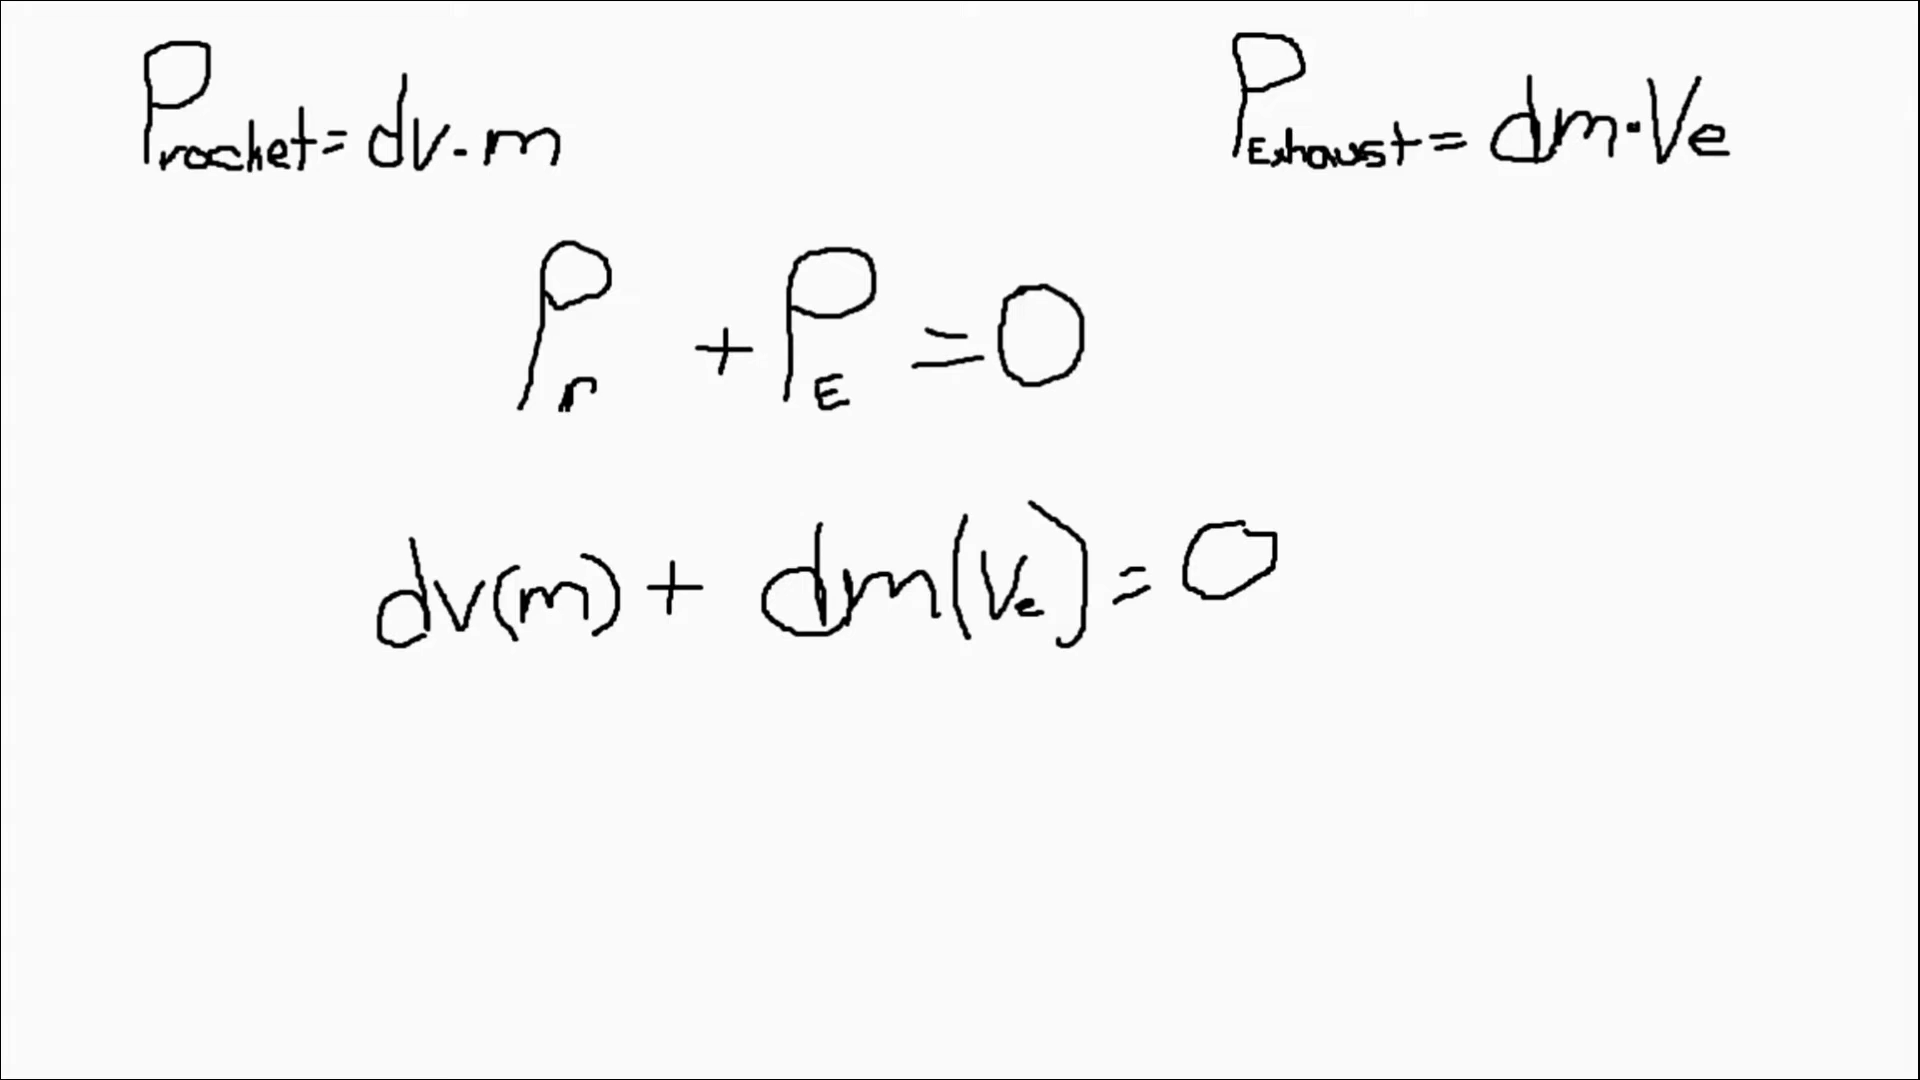 Procket = dv · m
PExhaust = dm · Ve
Pr + PE = 0
dv(m) + dm(Ve) = 0